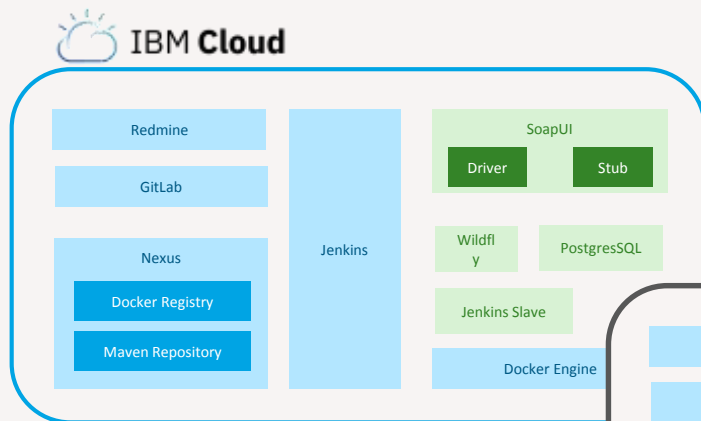 IBM Cloud
Redmine
GitLab
Nexus
Docker Registry
Maven Repository
Jenkins
SoapUI
Driver
Stub
Wildfl
y
PostgresSQL
Jenkins Slave
Docker Engine